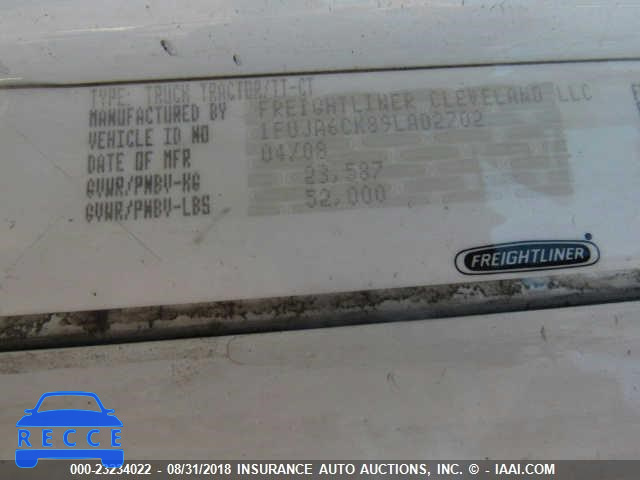 TYPE: TRUCK TRACTOR/TT-CT
MANUFACTURED BY FREIGHTLINER CLEVELAND LLC
VEHICLE ID NO 1FUJA6CK89LAD2702
DATE OF MFR 04/08
GVWR/PNBV-KG 23,587
GVWR/PNBV-LBS 52,000
FREIGHTLINER
RECCE
000-23234022 - 08/31/2018 INSURANCE AUTO AUCTIONS, INC. © - IAAI.COM